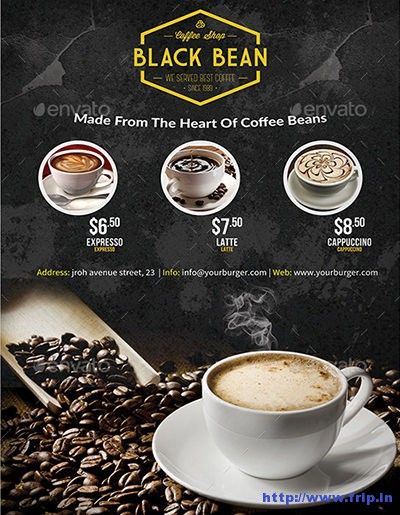 Coffee Shop
BLACK BEAN
WE SERVED BEST COFFEE
• SINCE 1989 •
envato
envato
Made From The Heart Of Coffee Beans
$6.50
$7.50
$8.50
EXPRESSO
LATTE
CAPPUCCINO
EXPRESSO
LATTE
CAPPUCCINO
Address: jroh avenue street, 23 | Info: info@yourburger.com | Web: www.yourburger.com
envato
envato
http://www.frip.in